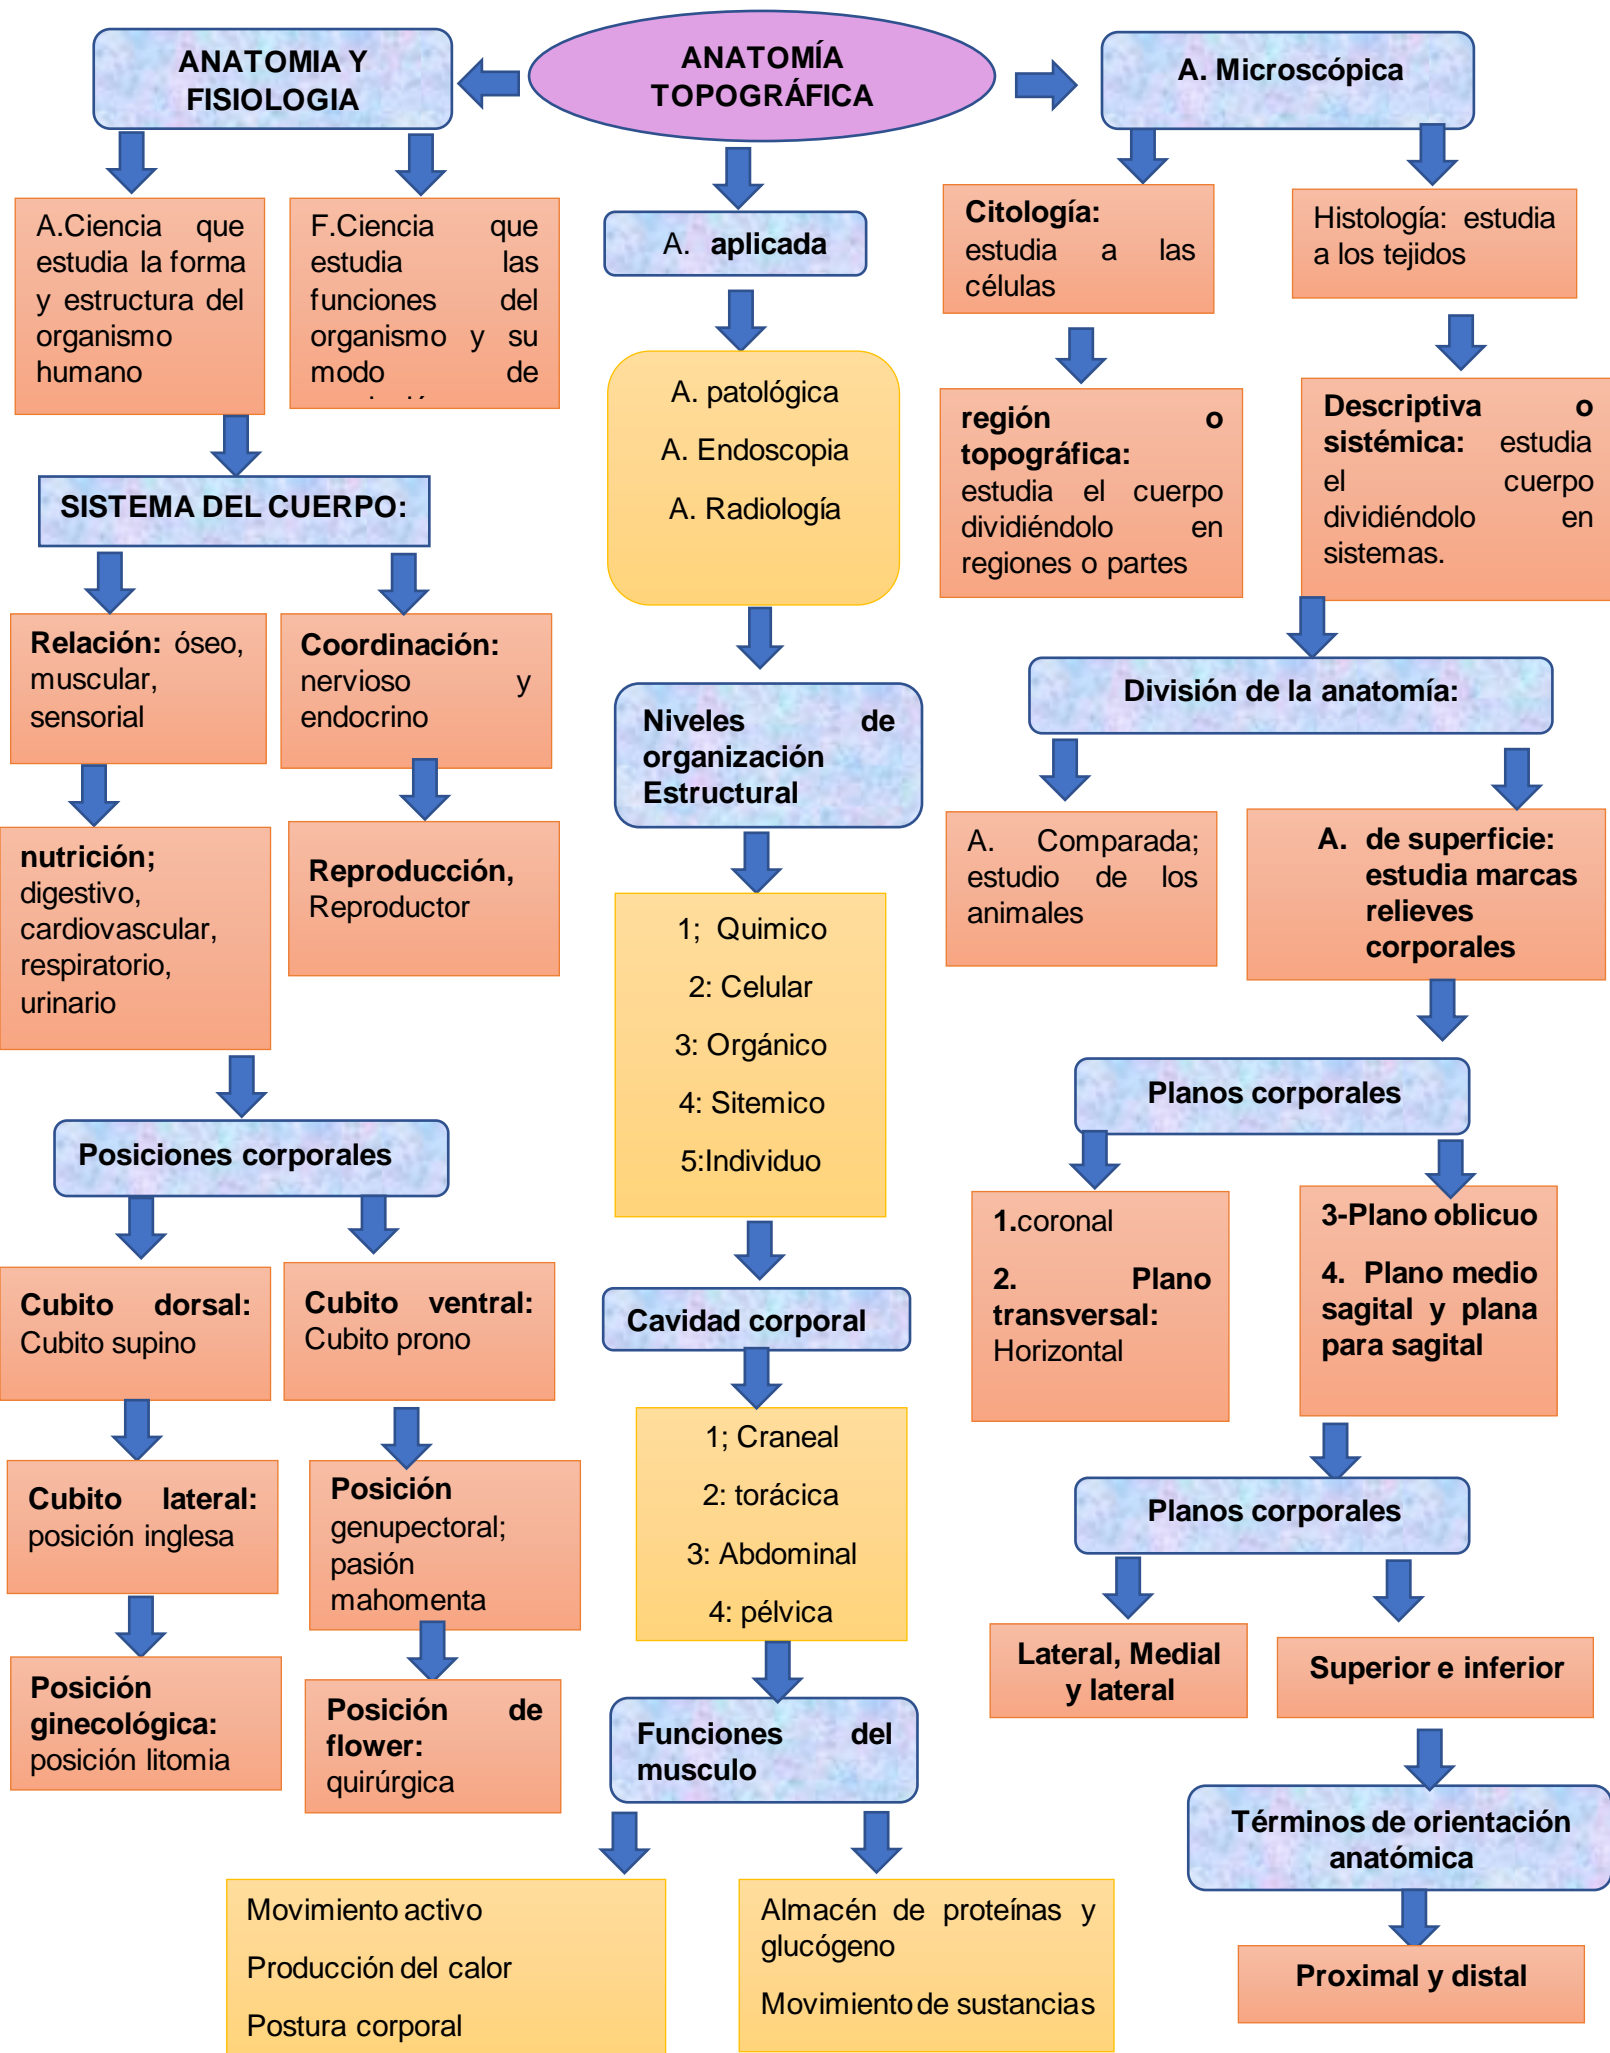 ANATOMÍA
TOPOGRÁFICA
ANATOMIA Y
FISIOLOGIA
A.Ciencia que
estudia la forma
y estructura del
organismo
humano
F.Ciencia que
estudia las
funciones del
organismo y su
modo de
SISTEMA DEL CUERPO:
Relación: óseo,
muscular,
sensorial
Coordinación:
nervioso y
endocrino
nutrición;
digestivo,
cardiovascular,
respiratorio,
urinario
Reproducción,
Reproductor
Posiciones corporales
Cubito dorsal:
Cubito supino
Cubito ventral:
Cubito prono
Cubito lateral:
posición inglesa
Posición
genupectoral;
pasión
mahomenta
Posición
ginecológica:
posición litomia
Posición de
flower:
quirúrgica
A. aplicada
A. patológica
A. Endoscopia
A. Radiología
Niveles de
organización
Estructural
1; Quimico
2: Celular
3: Orgánico
4: Sitemico
5:Individuo
Cavidad corporal
1; Craneal
2: torácica
3: Abdominal
4: pélvica
Funciones del
musculo
Movimiento activo
Producción del calor
Postura corporal
Almacén de proteínas y
glucógeno
Movimiento de sustancias
A. Microscópica
Citología:
estudia a las
células
Histología: estudia
a los tejidos
región o
topográfica:
estudia el cuerpo
dividiéndolo en
regiones o partes
Descriptiva o
sistémica: estudia
el cuerpo
dividiéndolo en
sistemas.
División de la anatomía:
A. Comparada;
estudio de los
animales
A. de superficie:
estudia marcas
relieves
corporales
Planos corporales
1.coronal
2. Plano
transversal:
Horizontal
3-Plano oblicuo
4. Plano medio
sagital y plana
para sagital
Planos corporales
Lateral, Medial
y lateral
Superior e inferior
Términos de orientación
anatómica
Proximal y distal